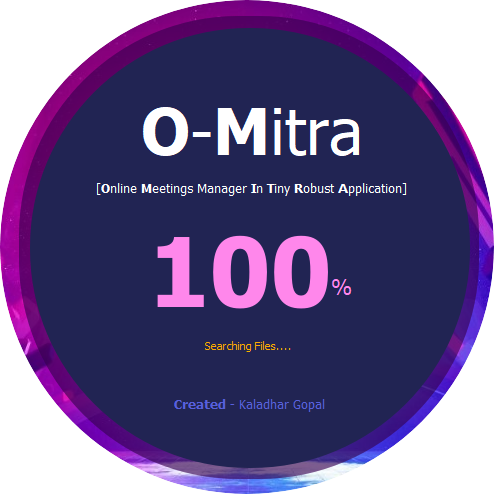 O-Mitra
[Online Meetings Manager In Tiny Robust Application]
100%
Searching Files....
Created - Kaladhar Gopal